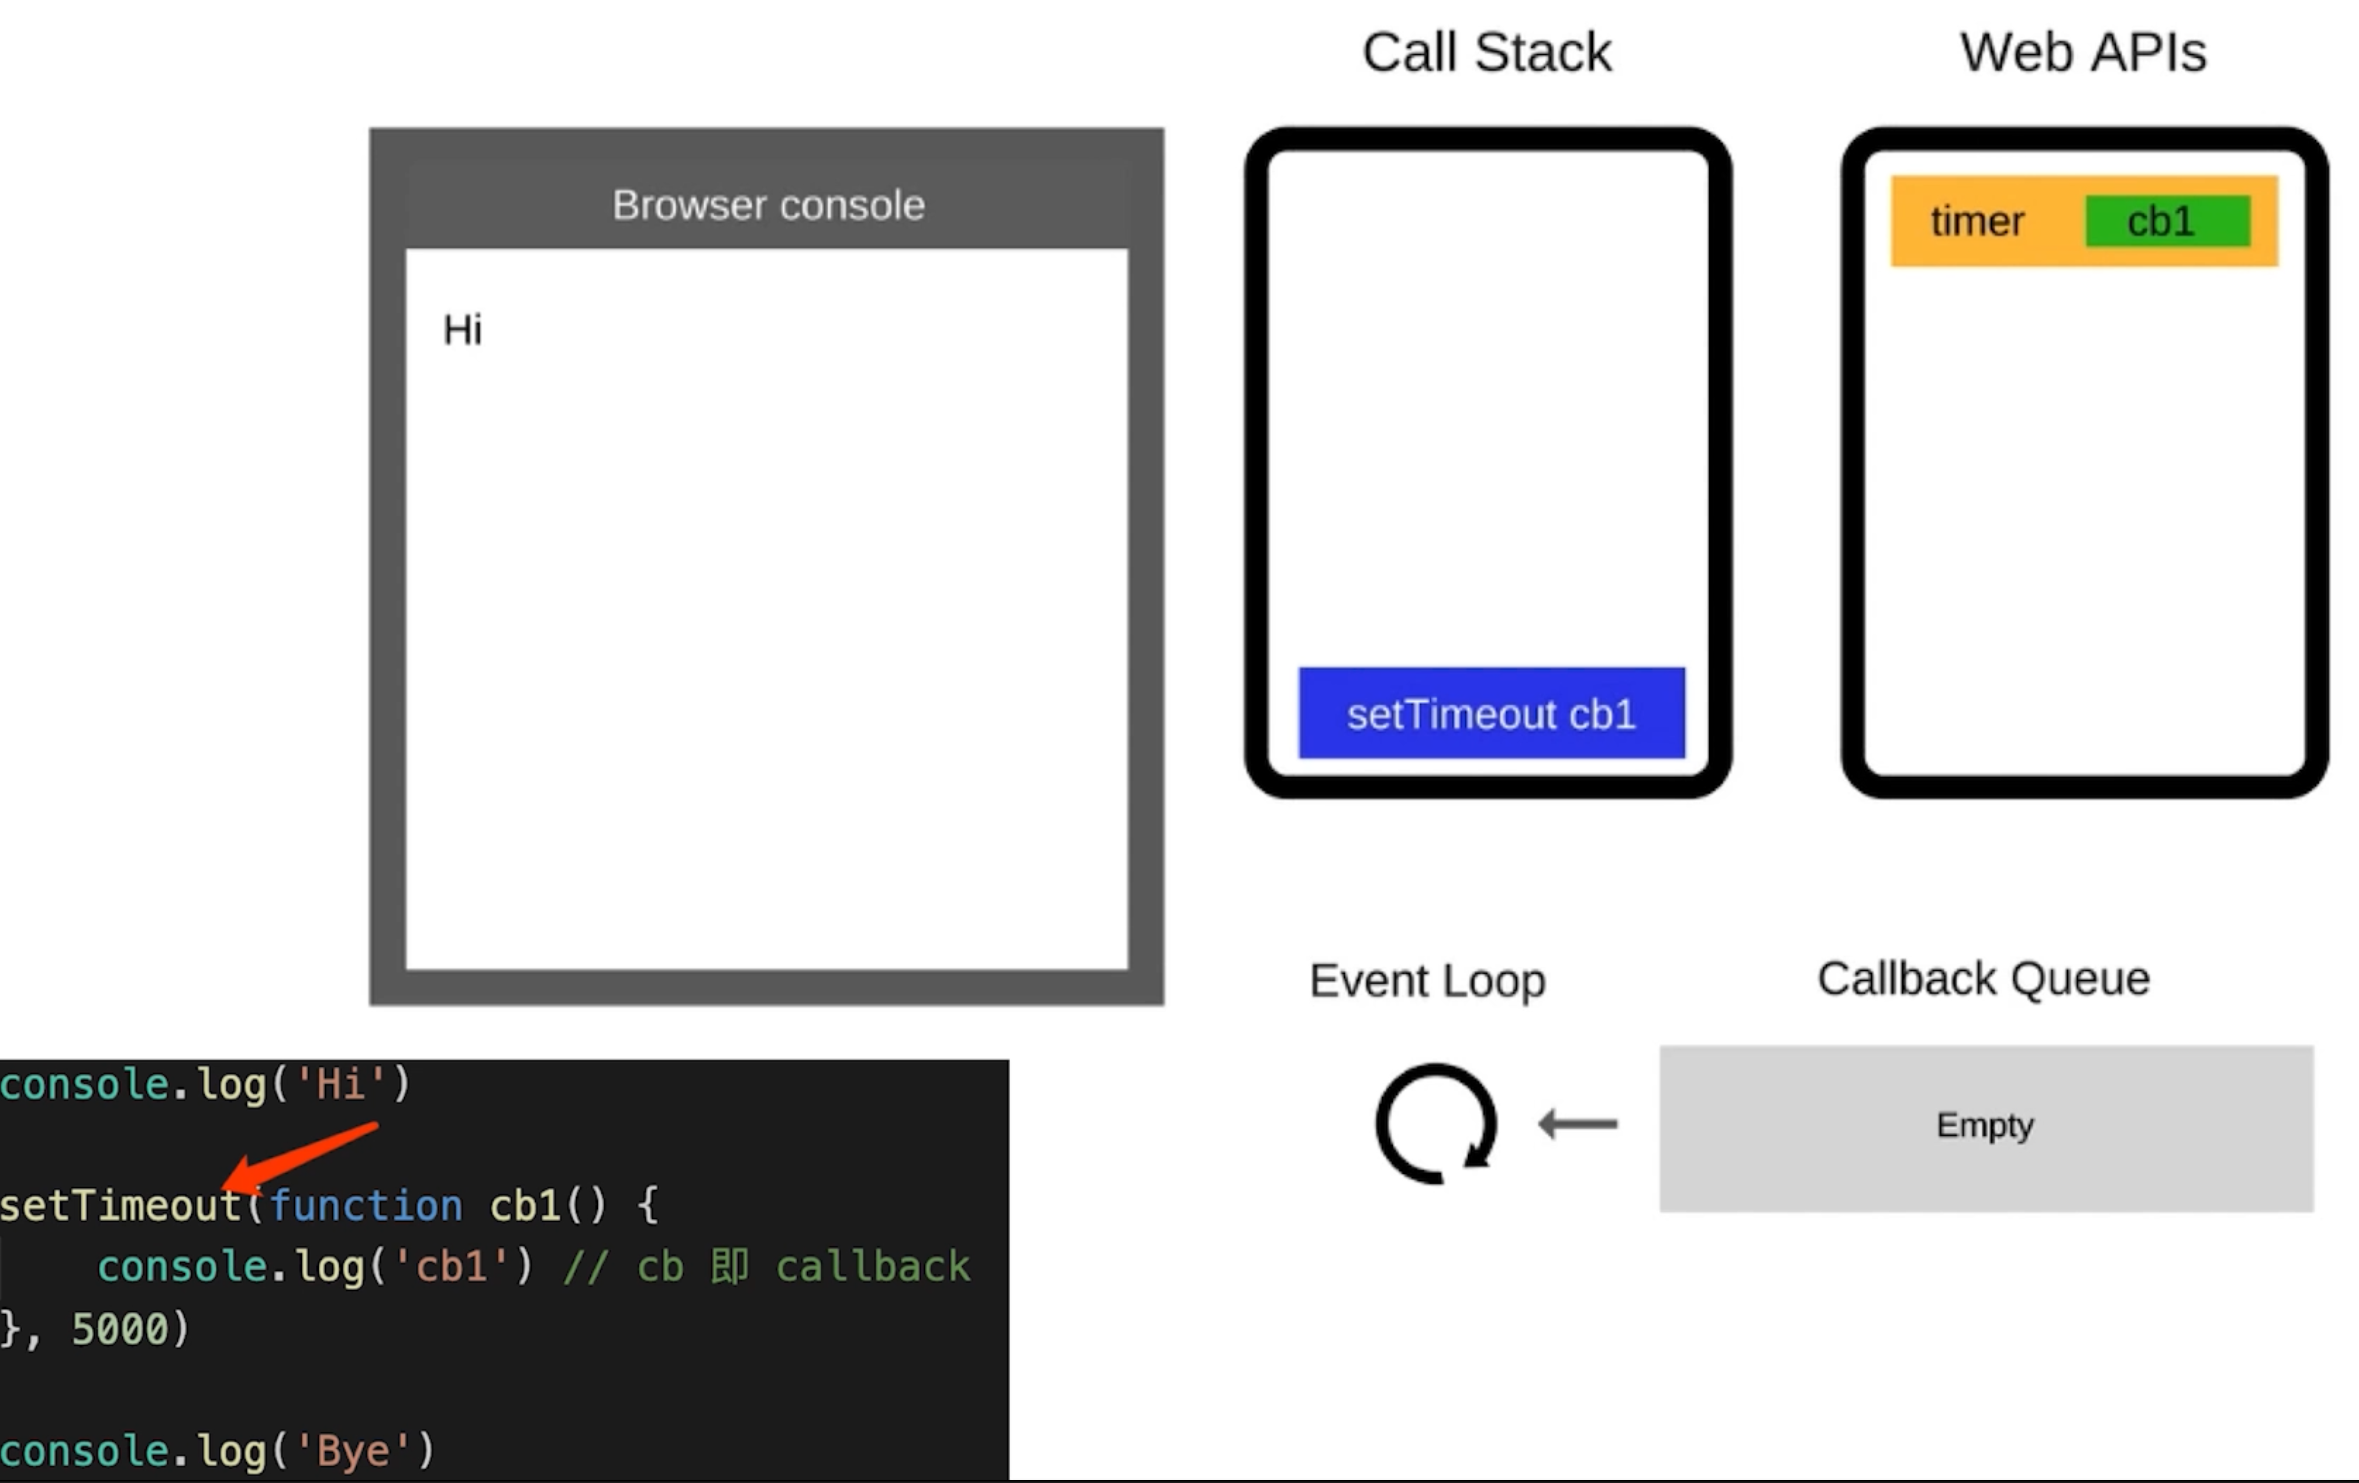 Call Stack
Web APIs
Browser console
timer
cb1
Hi
setTimeout cb1
Event Loop
Callback Queue
Empty
console.log('Hi')
setTimeout(function cb1() {
    console.log('cb1') // cb 即 callback
}, 5000)
console.log('Bye')